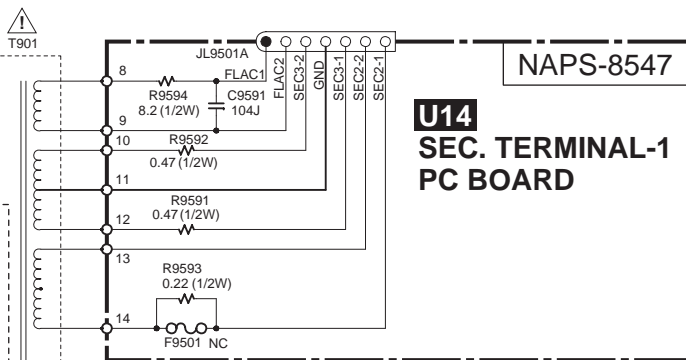 T901
JL9501A
NAPS-8547
8
FLAC1
FLAC2
SEC3-2
GND
SEC3-1
SEC2-2
SEC2-1
R9594
8.2 (1/2W)
C9591
104J
U14
SEC. TERMINAL-1
PC BOARD
9
10
R9592
0.47 (1/2W)
11
R9591
0.47 (1/2W)
12
13
R9593
0.22 (1/2W)
14
F9501 NC